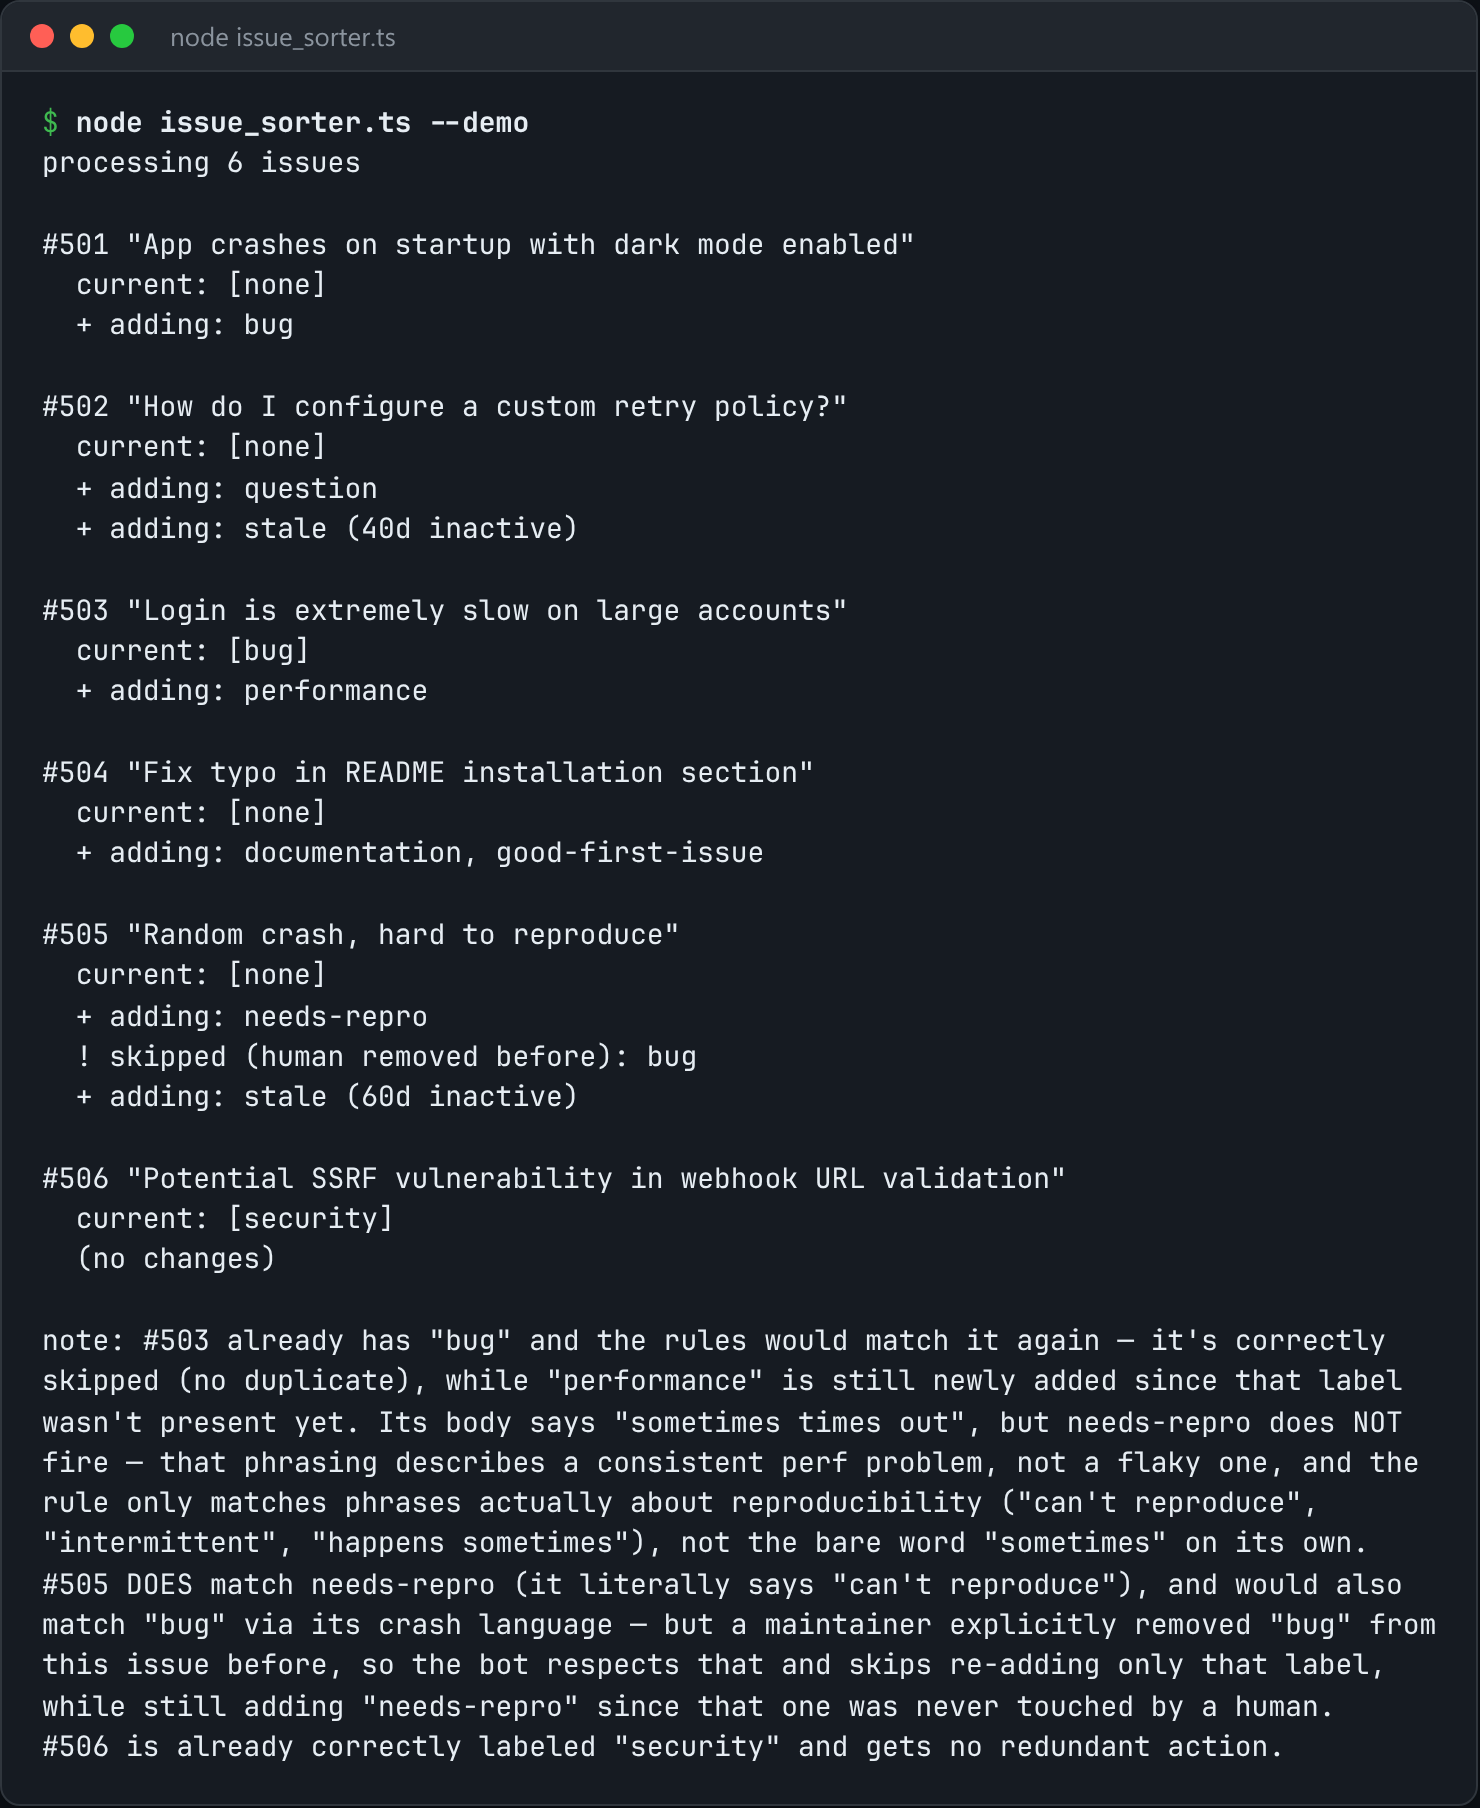 node issue_sorter.ts
$ node issue_sorter.ts --demo
processing 6 issues
#501 "App crashes on startup with dark mode enabled"
current: [none]
+ adding: bug
#502 "How do I configure a custom retry policy?"
current: [none]
+ adding: question
+ adding: stale (40d inactive)
#503 "Login is extremely slow on large accounts"
current: [bug]
+ adding: performance
#504 "Fix typo in README installation section"
current: [none]
+ adding: documentation, good-first-issue
#505 "Random crash, hard to reproduce"
current: [none]
+ adding: needs-repro
! skipped (human removed before): bug
+ adding: stale (60d inactive)
#506 "Potential SSRF vulnerability in webhook URL validation"
current: [security]
(no changes)
note: #503 already has "bug" and the rules would match it again — it's correctly
skipped (no duplicate), while "performance" is still newly added since that label
wasn't present yet. Its body says "sometimes times out", but needs-repro does NOT
fire — that phrasing describes a consistent perf problem, not a flaky one, and the
rule only matches phrases actually about reproducibility ("can't reproduce",
"intermittent", "happens sometimes"), not the bare word "sometimes" on its own.
#505 DOES match needs-repro (it literally says "can't reproduce"), and would also
match "bug" via its crash language — but a maintainer explicitly removed "bug" from
this issue before, so the bot respects that and skips re-adding only that label,
while still adding "needs-repro" since that one was never touched by a human.
#506 is already correctly labeled "security" and gets no redundant action.